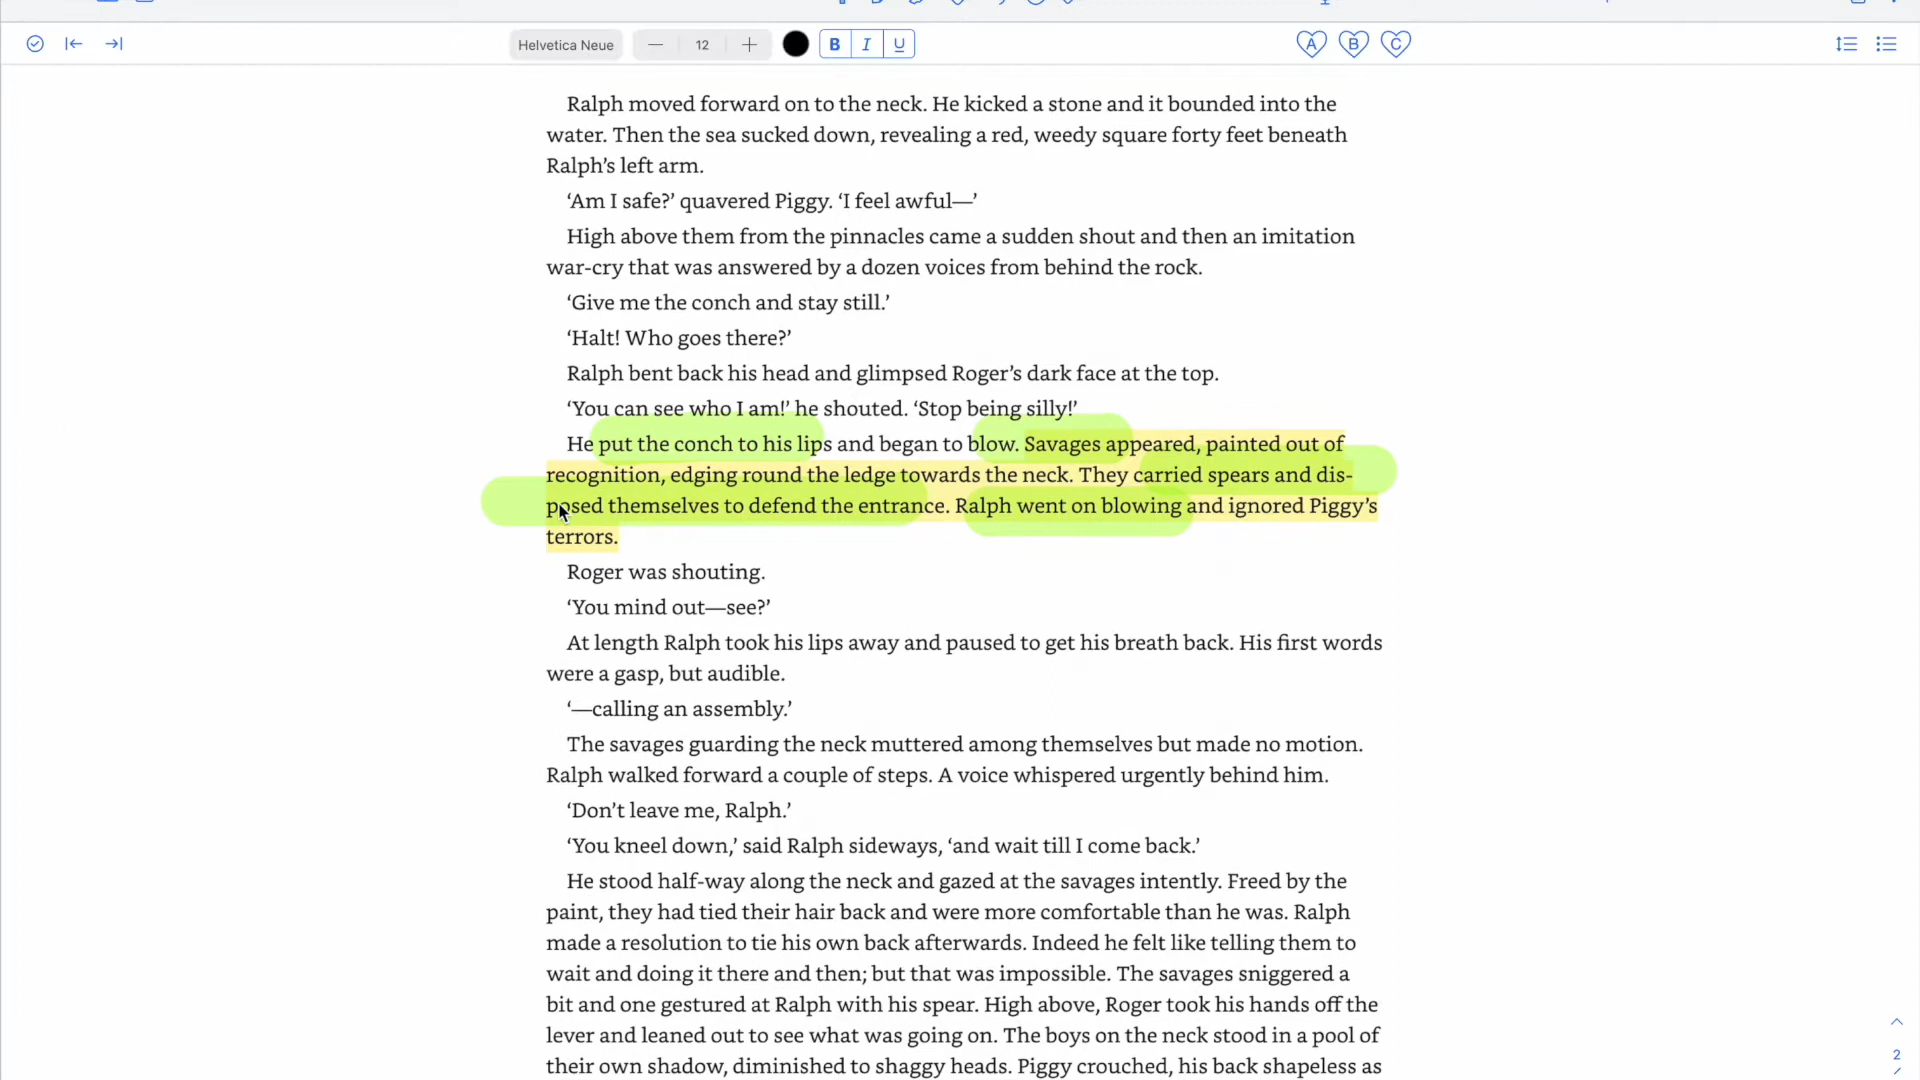 Helvetica Neue — 12 + B I U A B C
Ralph moved forward on to the neck. He kicked a stone and it bounded into the
water. Then the sea sucked down, revealing a red, weedy square forty feet beneath
Ralph’s left arm.
‘Am I safe?’ quavered Piggy. ‘I feel awful—’
High above them from the pinnacles came a sudden shout and then an imitation
war-cry that was answered by a dozen voices from behind the rock.
‘Give me the conch and stay still.’
‘Halt! Who goes there?’
Ralph bent back his head and glimpsed Roger’s dark face at the top.
‘You can see who I am!’ he shouted. ‘Stop being silly!’
He put the conch to his lips and began to blow. Savages appeared, painted out of
recognition, edging round the ledge towards the neck. They carried spears and dis-
posed themselves to defend the entrance. Ralph went on blowing and ignored Piggy’s
terrors.
Roger was shouting.
‘You mind out—see?’
At length Ralph took his lips away and paused to get his breath back. His first words
were a gasp, but audible.
‘—calling an assembly.’
The savages guarding the neck muttered among themselves but made no motion.
Ralph walked forward a couple of steps. A voice whispered urgently behind him.
‘Don’t leave me, Ralph.’
‘You kneel down,’ said Ralph sideways, ‘and wait till I come back.’
He stood half-way along the neck and gazed at the savages intently. Freed by the
paint, they had tied their hair back and were more comfortable than he was. Ralph
made a resolution to tie his own back afterwards. Indeed he felt like telling them to
wait and doing it there and then; but that was impossible. The savages sniggered a
bit and one gestured at Ralph with his spear. High above, Roger took his hands off the
lever and leaned out to see what was going on. The boys on the neck stood in a pool of
their own shadow, diminished to shaggy heads. Piggy crouched, his back shapeless as
2